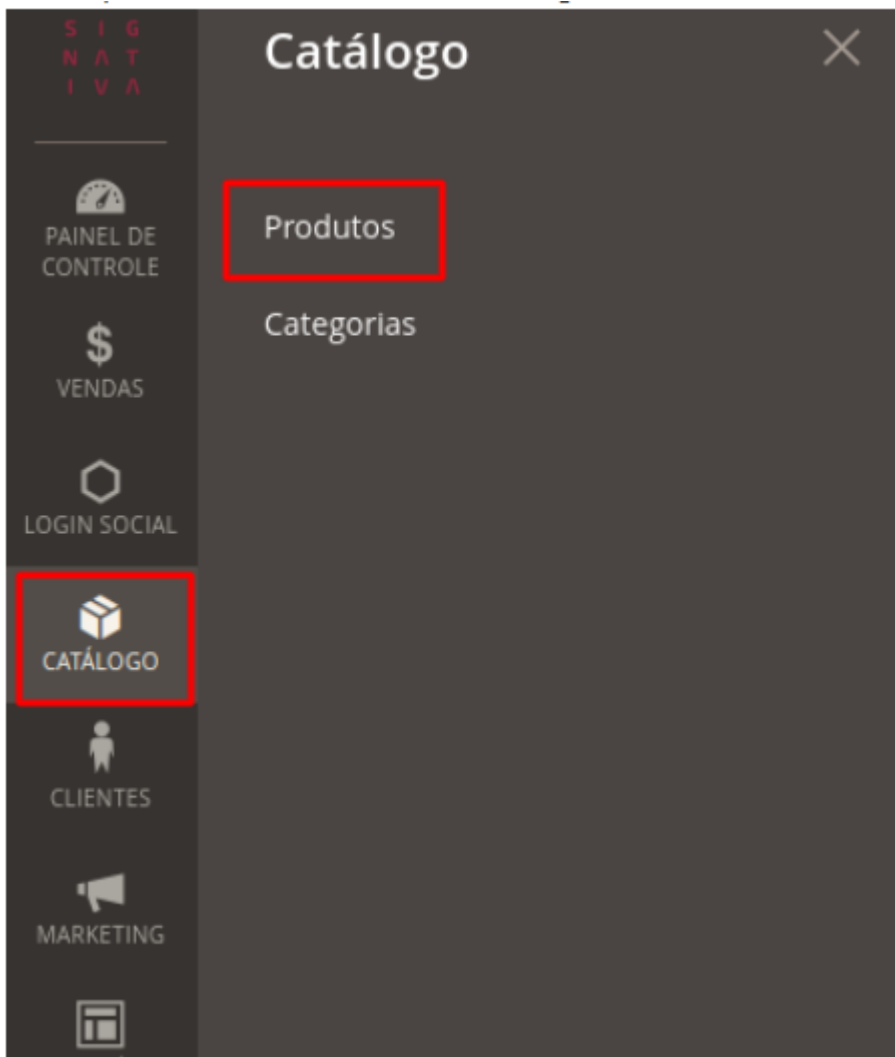 S I G
N A T
I V A
Catálogo
Produtos
Categorias
PAINEL DE
CONTROLE
$
VENDAS
LOGIN SOCIAL
CATÁLOGO
CLIENTES
MARKETING